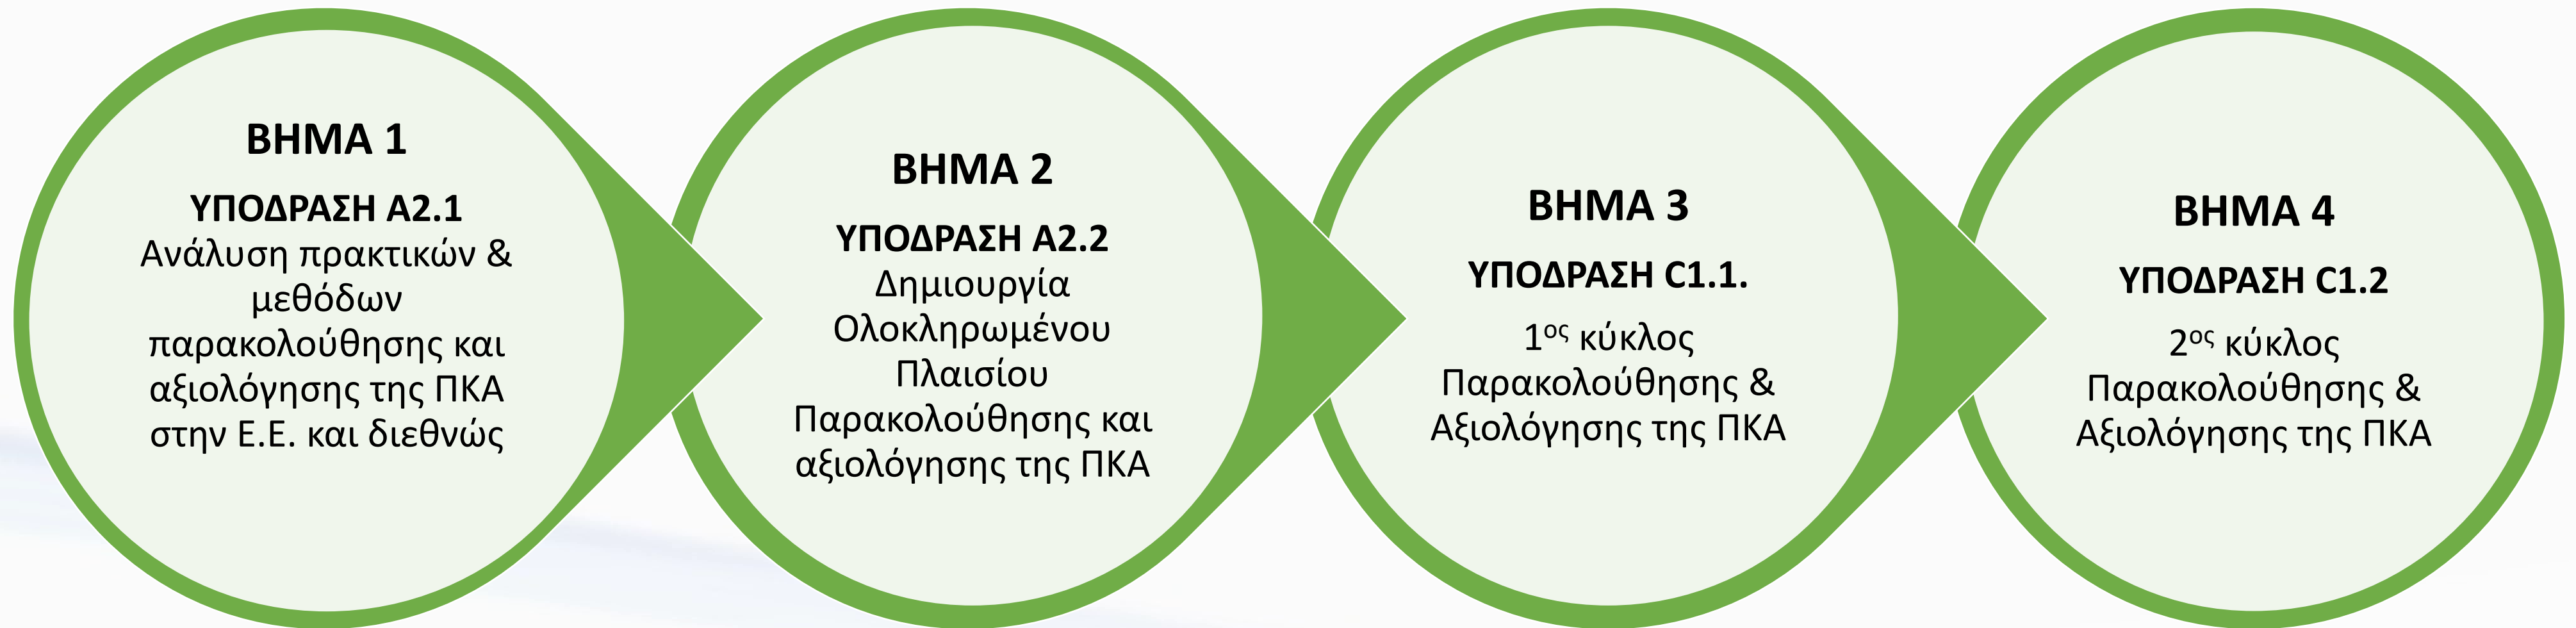 ΒΗΜΑ 1
ΥΠΟΔΡΑΣΗ Α2.1
Ανάλυση πρακτικών &
μεθόδων
παρακολούθησης και
αξιολόγησης της ΠΚΑ
στην Ε.Ε. και διεθνώς
ΒΗΜΑ 2
ΥΠΟΔΡΑΣΗ Α2.2
Δημιουργία
Ολοκληρωμένου
Πλαισίου
Παρακολούθησης και
αξιολόγησης της ΠΚΑ
ΒΗΜΑ 3
ΥΠΟΔΡΑΣΗ C1.1.
1ος κύκλος
Παρακολούθησης &
Αξιολόγησης της ΠΚΑ
ΒΗΜΑ 4
ΥΠΟΔΡΑΣΗ C1.2
2ος κύκλος
Παρακολούθησης &
Αξιολόγησης της ΠΚΑ